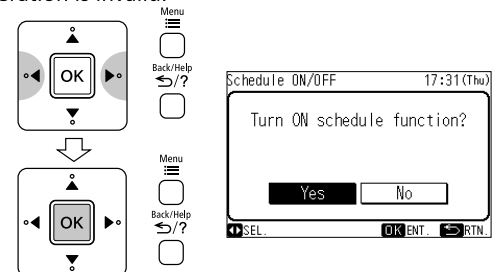 eration is invalid.
Menu
OK
Back/Help
/?
Menu
OK
Back/Help
/?
Schedule ON/OFF 17:31(Thu)
Turn ON schedule function?
Yes No
SEL. OK ENT. RTN.